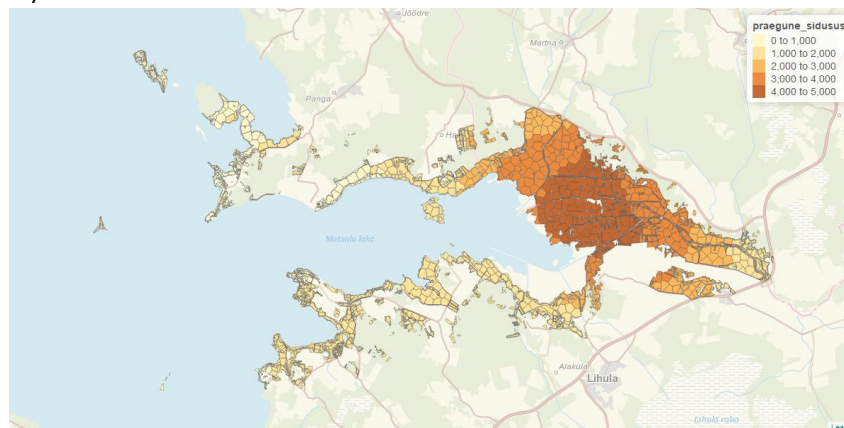 Jõõdre
Martna
praegune_sidusus
0 to 1,000
1,000 to 2,000
2,000 to 3,000
3,000 to 4,000
4,000 to 5,000
Panga
Ha
Matsalu laht
Alaküla
Lihula
Lihula raba